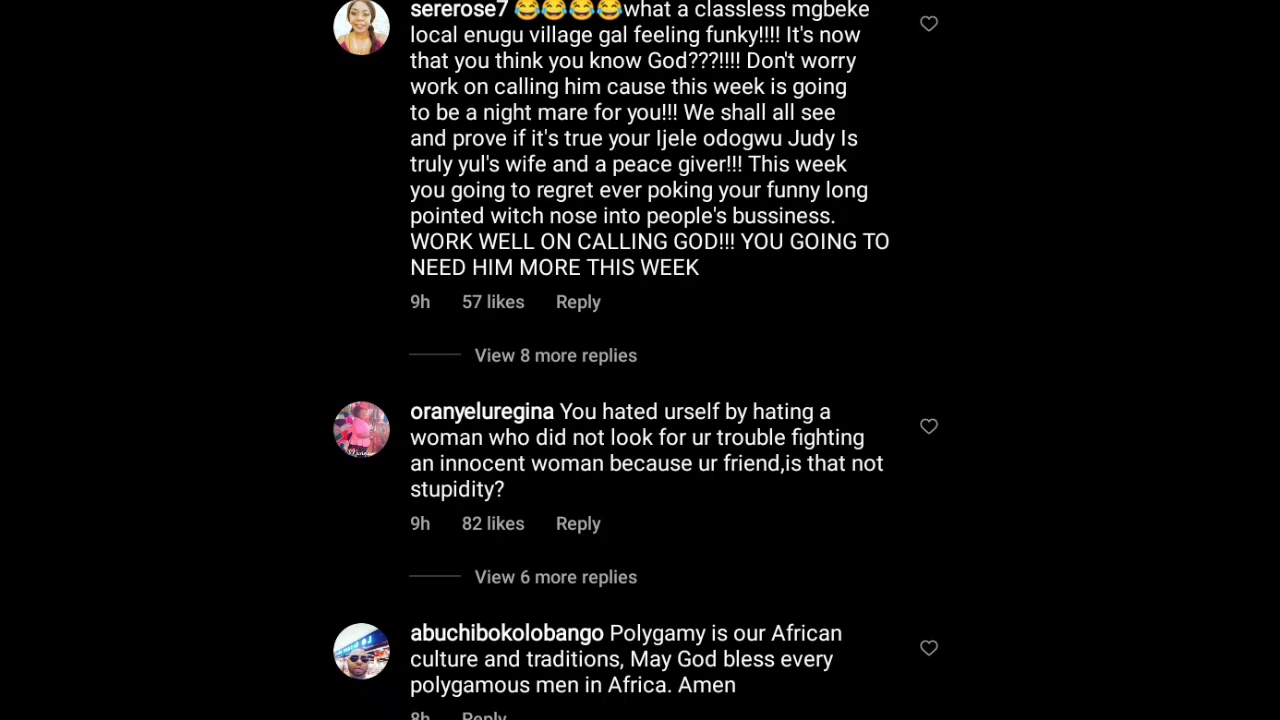 sererose7 😂😂😂😂what a classless mgbeke
local enugu village gal feeling funky!!!! It's now
that you think you know God???!!!! Don't worry
work on calling him cause this week is going
to be a night mare for you!!! We shall all see
and prove if it's true your Ijele odogwu Judy Is
truly yul's wife and a peace giver!!! This week
you going to regret ever poking your funny long
pointed witch nose into people's bussiness.
WORK WELL ON CALLING GOD!!! YOU GOING TO
NEED HIM MORE THIS WEEK
9h 57 likes Reply
View 8 more replies
oranyeluregina You hated urself by hating a
woman who did not look for ur trouble fighting
an innocent woman because ur friend,is that not
stupidity?
9h 82 likes Reply
View 6 more replies
abuchibokolobango Polygamy is our African
culture and traditions, May God bless every
polygamous men in Africa. Amen
8h Reply